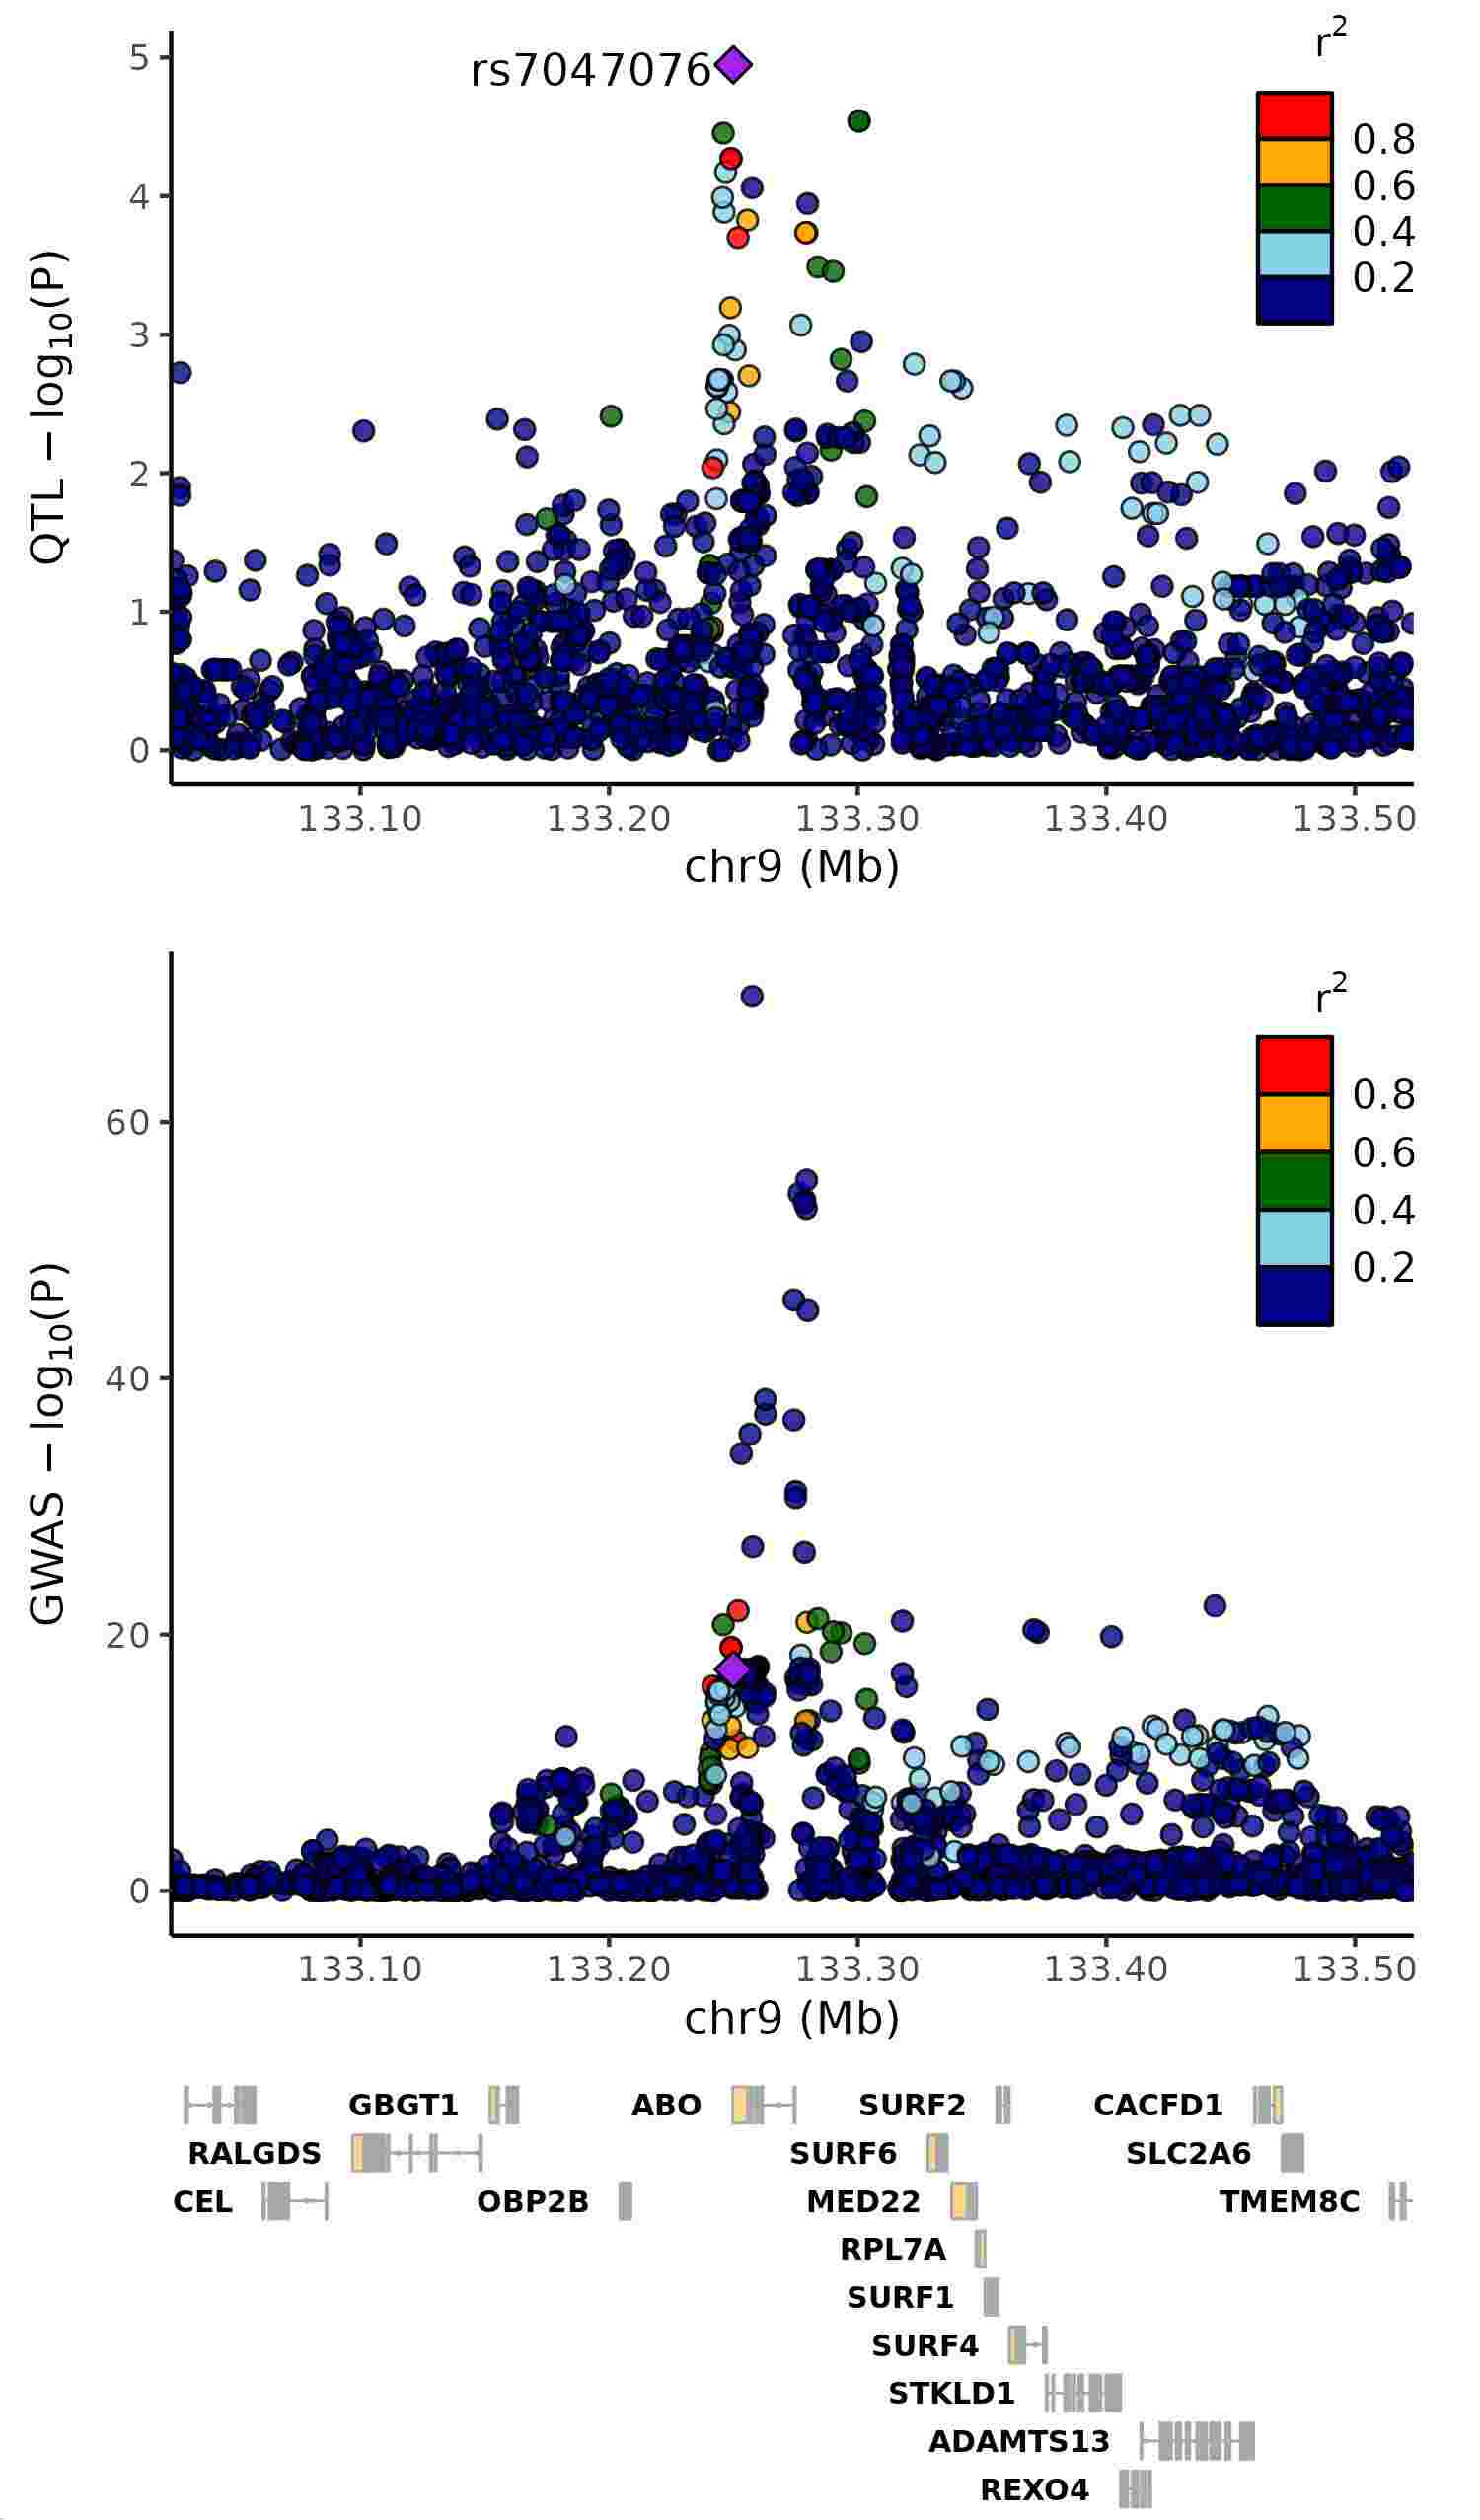 r2
5
rs7047076
0.8
0.6
0.4
0.2
4
3
2
1
0
QTL − log10(P)
133.10 133.20 133.30 133.40 133.50
chr9 (Mb)
r2
0.8
0.6
0.4
0.2
60
40
20
0
GWAS − log10(P)
133.10 133.20 133.30 133.40 133.50
chr9 (Mb)
GBGT1 ABO SURF2 CACFD1
RALGDS SURF6 SLC2A6
CEL OBP2B MED22 TMEM8C
RPL7A
SURF1
SURF4
STKLD1
ADAMTS13
REXO4